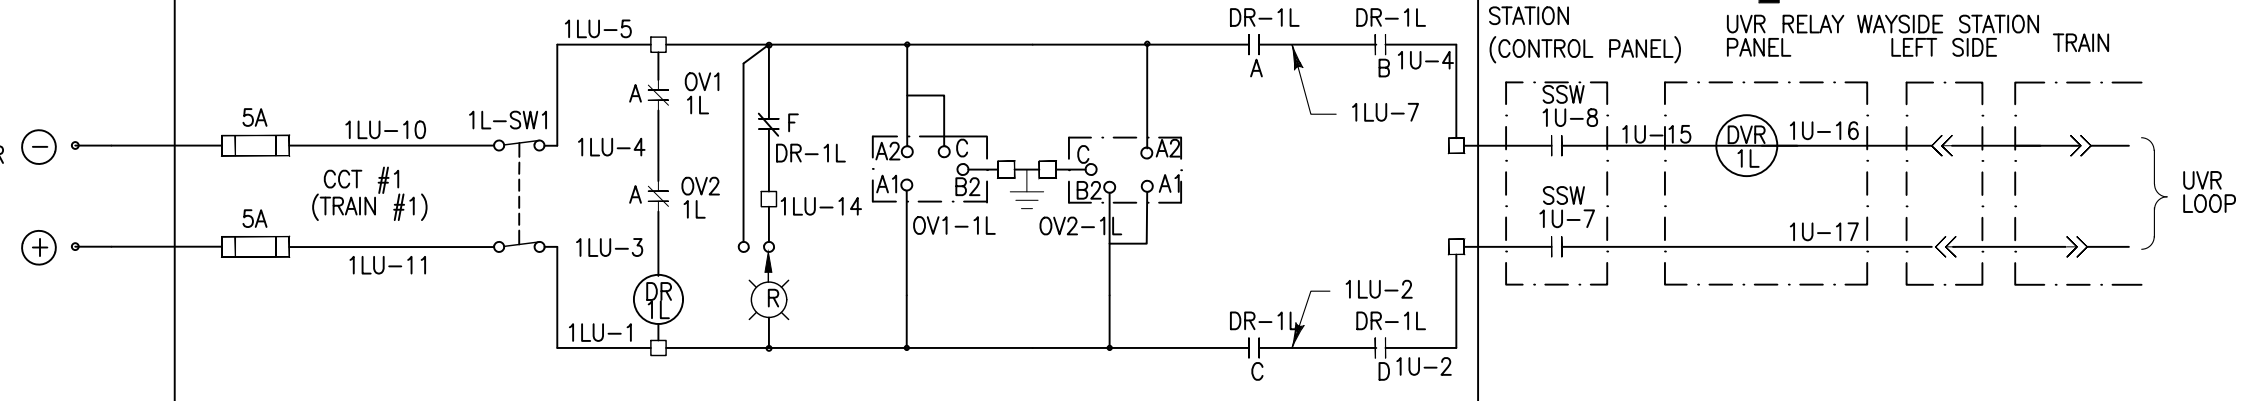 R
−
+
5A
1LU-10
1L-SW1
CCT #1
(TRAIN #1)
5A
1LU-11
1LU-5
A
OV1
1L
1LU-4
A
OV2
1L
1LU-3
DR
1L
1LU-1
F
DR-1L
1LU-14
R
A2
C
A1
B2
OV1-1L
C
A2
B2
A1
OV2-1L
DR-1L
A
DR-1L
B
1U-4
1LU-7
1LU-2
DR-1L
C
DR-1L
D
1U-2
STATION
(CONTROL PANEL)
SSW
1U-8
SSW
1U-7
UVR RELAY WAYSIDE STATION
PANEL
LEFT SIDE
TRAIN
1U-15
DVR
1L
1U-16
1U-17
UVR
LOOP